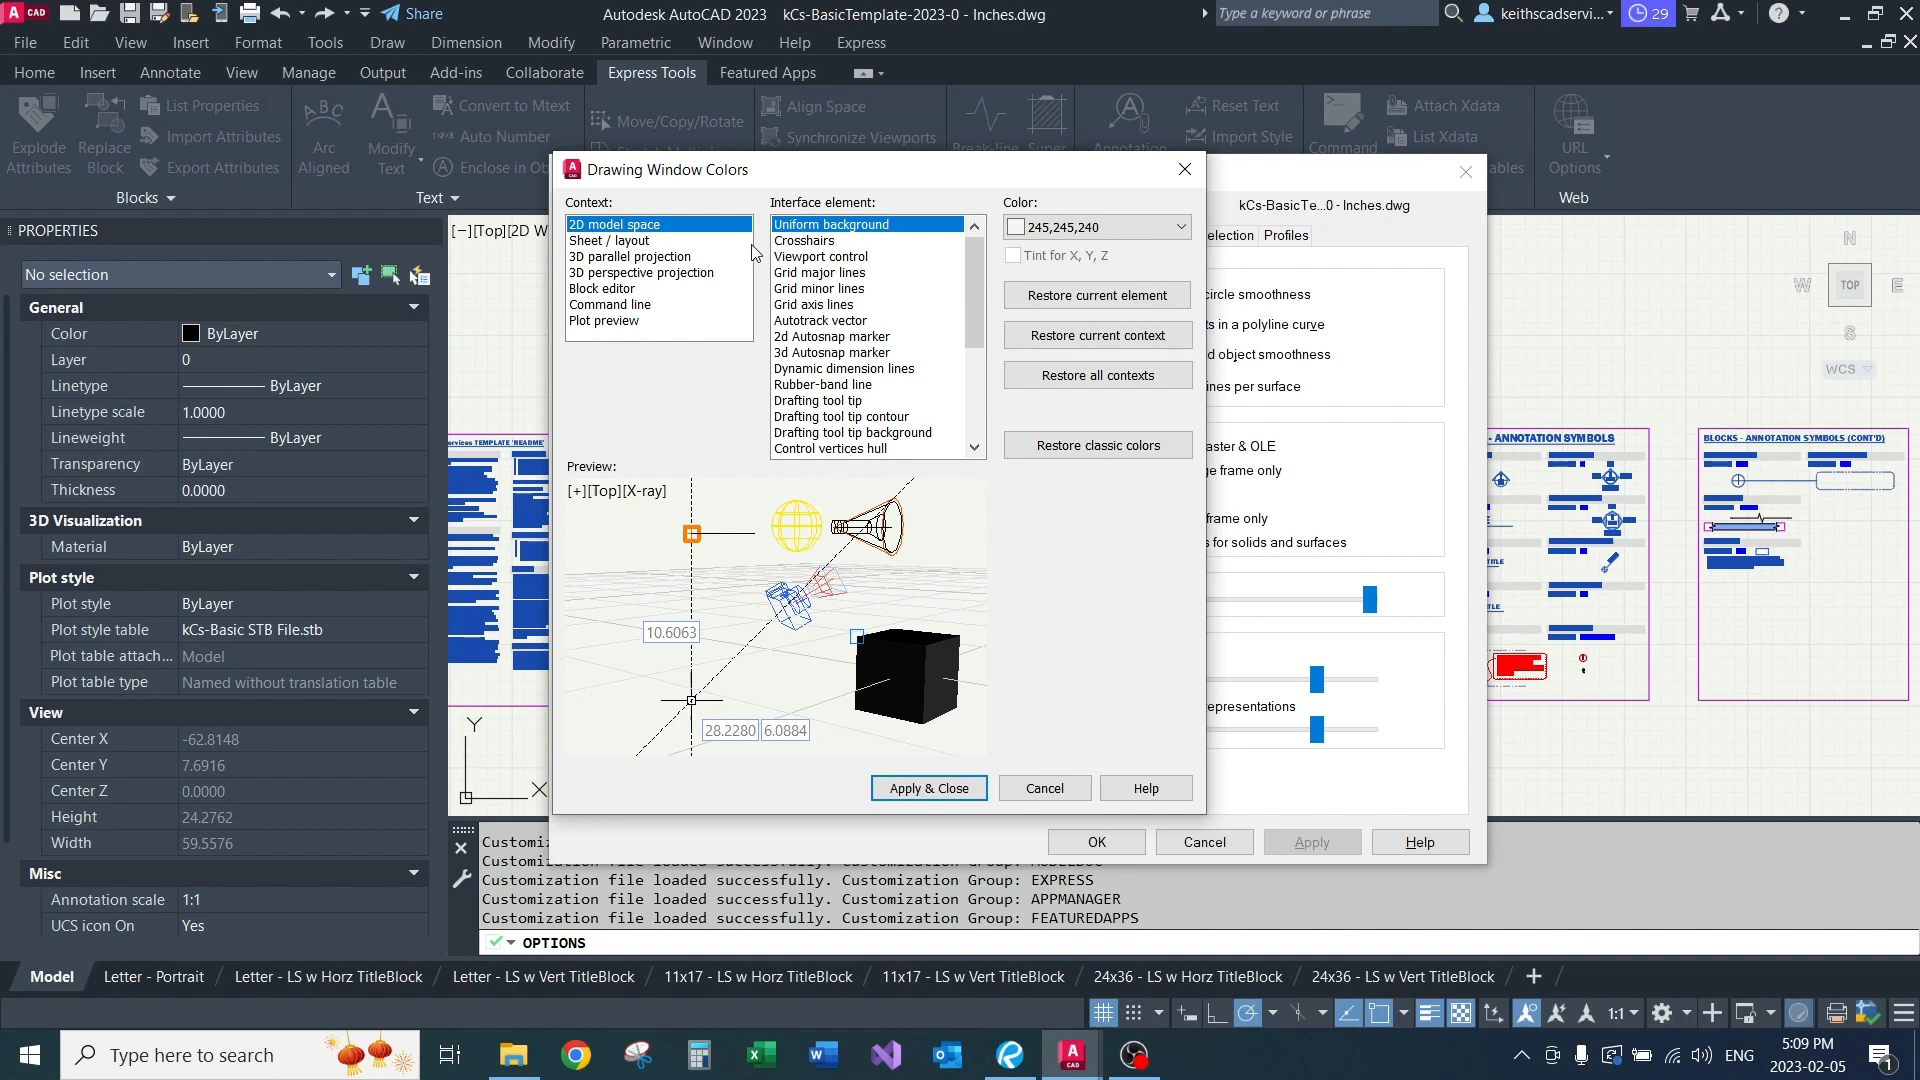 CAD
Share
Autodesk AutoCAD 2023 kCs-BasicTemplate-2023-0 - Inches.dwg
Type a keyword or phrase
keithscadservi...
29
File Edit View Insert Format Tools Draw Dimension Modify Parametric Window Help Express
Home Insert Annotate View Manage Output Add-ins Collaborate Express Tools Featured Apps
Explode Attributes
Replace Block
List Properties
Import Attributes
Export Attributes
Blocks
Arc Aligned
Modify Text
Convert to Mtext
Auto Number
Enclose in Ob
Text
Move/Copy/Rotate
Align Space
Synchronize Viewports
Reset Text
Import Style
Command
Attach Xdata
List Xdata
ables
URL Options
Web
PROPERTIES
No selection
General
Color ByLayer
Layer 0
Linetype ByLayer
Linetype scale 1.0000
Lineweight ByLayer
Transparency ByLayer
Thickness 0.0000
3D Visualization
Material ByLayer
Plot style
Plot style ByLayer
Plot style table kCs-Basic STB File.stb
Plot table attach... Model
Plot table type Named without translation table
View
Center X -62.8148
Center Y 7.6916
Center Z 0.0000
Height 24.2762
Width 59.5576
Misc
Annotation scale 1:1
UCS icon On Yes
[−][Top][2D W
ervices TEMPLATE 'README'
Y
X
Drawing Window Colors
Context:
2D model space
Sheet / layout
3D parallel projection
3D perspective projection
Block editor
Command line
Plot preview
Interface element:
Uniform background
Crosshairs
Viewport control
Grid major lines
Grid minor lines
Grid axis lines
Autotrack vector
2d Autosnap marker
3d Autosnap marker
Dynamic dimension lines
Rubber-band line
Drafting tool tip
Drafting tool tip contour
Drafting tool tip background
Control vertices hull
Color:
245,245,240
Tint for X, Y, Z
Restore current element
Restore current context
Restore all contexts
Restore classic colors
Preview:
[+][Top][X-ray]
10.6063
28.2280 6.0884
Apply & Close
Cancel
Help
kCs-BasicTe...0 - Inches.dwg
election Profiles
ircle smoothness
ts in a polyline curve
d object smoothness
ines per surface
aster & OLE
ge frame only
frame only
s for solids and surfaces
epresentations
OK
Cancel
Apply
Help
N
W TOP E
S
WCS
- ANNOTATION SYMBOLS
BLOCKS - ANNOTATION SYMBOLS (CONT'D)
Customiz
Customization file loaded successfully. Customization Group: EXPRESS
Customization file loaded successfully. Customization Group: APPMANAGER
Customization file loaded successfully. Customization Group: FEATUREDAPPS
OPTIONS
Model Letter - Portrait Letter - LS w Horz TitleBlock Letter - LS w Vert TitleBlock 11x17 - LS w Horz TitleBlock 11x17 - LS w Vert TitleBlock 24x36 - LS w Horz TitleBlock 24x36 - LS w Vert TitleBlock
1:1
Type here to search
ENG
5:09 PM
2023-02-05
1